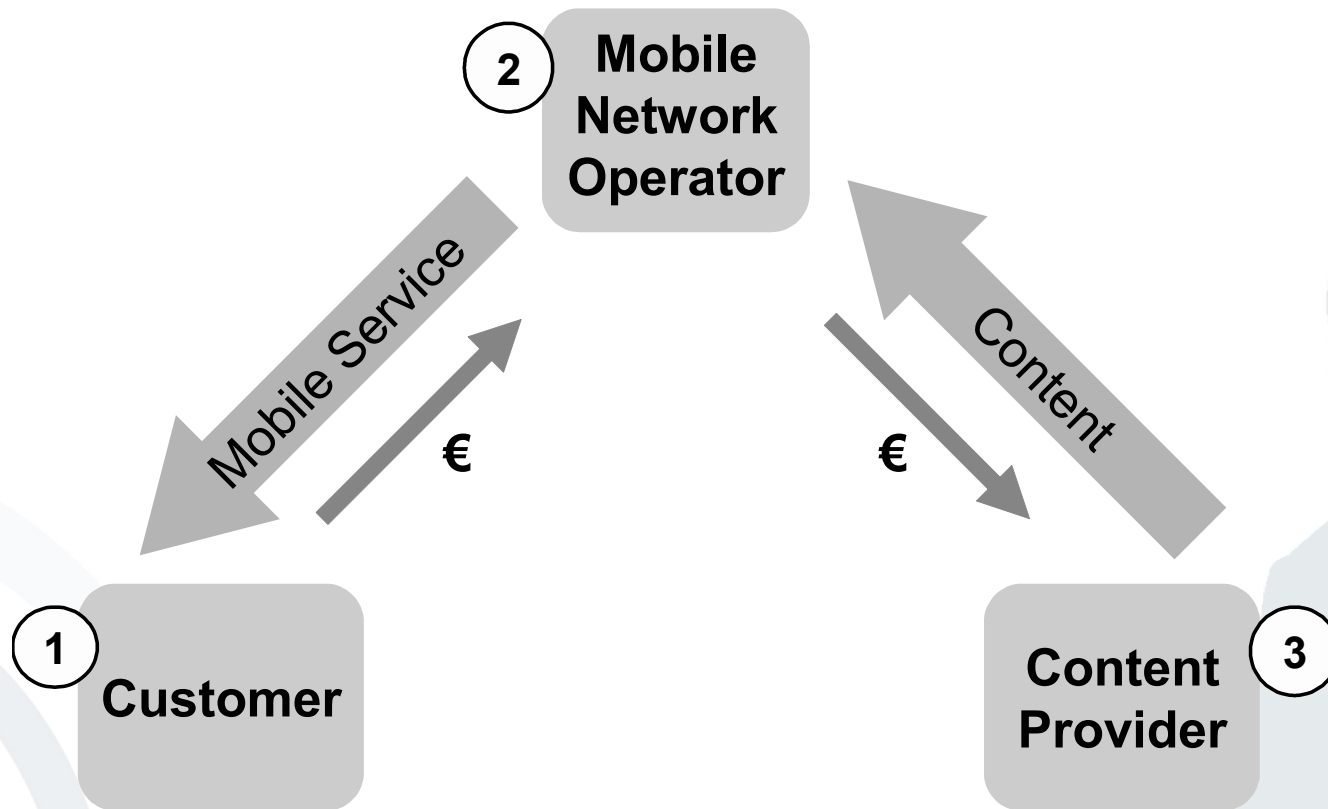 2
Mobile
Network
Operator
Mobile Service
€
€
Content
1
Customer
Content
Provider
3